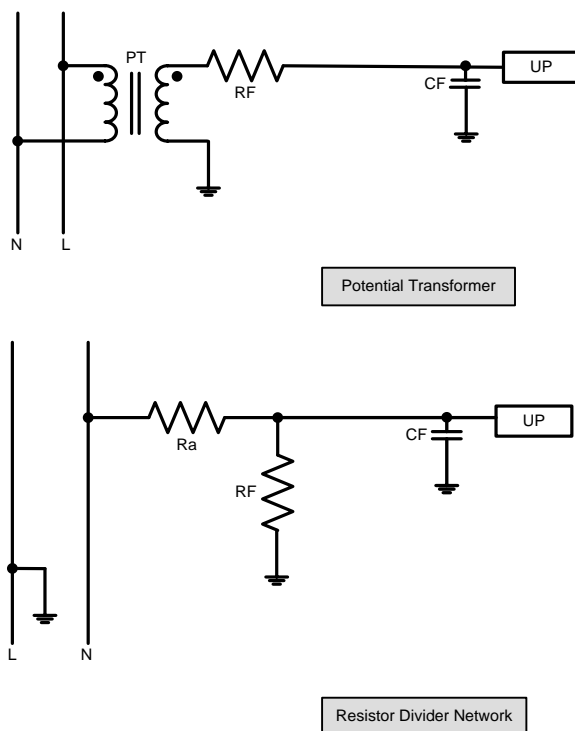 PT
RF
CF
UP
N
L
Potential Transformer
Ra
RF
CF
UP
L
N
Resistor Divider Network